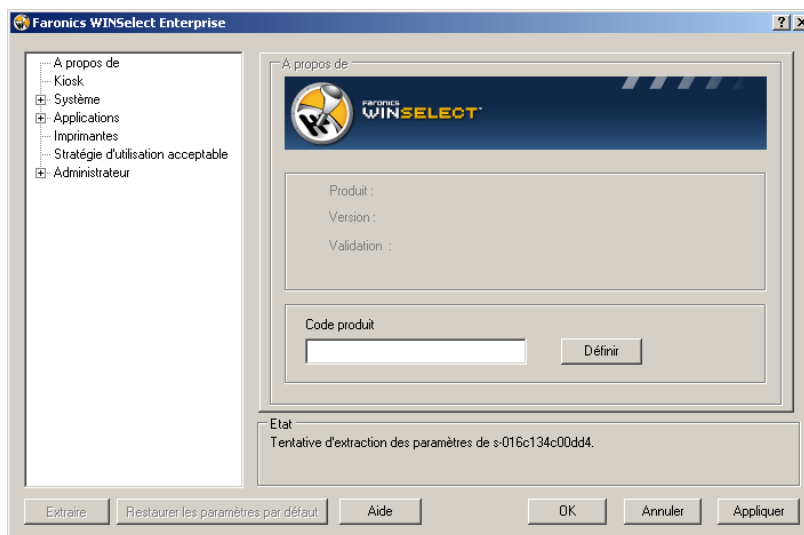 Faronics WINSelect Enterprise
A propos de
Kiosk
Système
Applications
Imprimantes
Stratégie d'utilisation acceptable
Administrateur
A propos de
FARONICS
WINSELECT
Produit :
Version :
Validation :
Code produit
Définir
Etat
Tentative d'extraction des paramètres de s-016c134c00dd4.
Extraire
Restaurer les paramètres par défaut
Aide
OK
Annuler
Appliquer